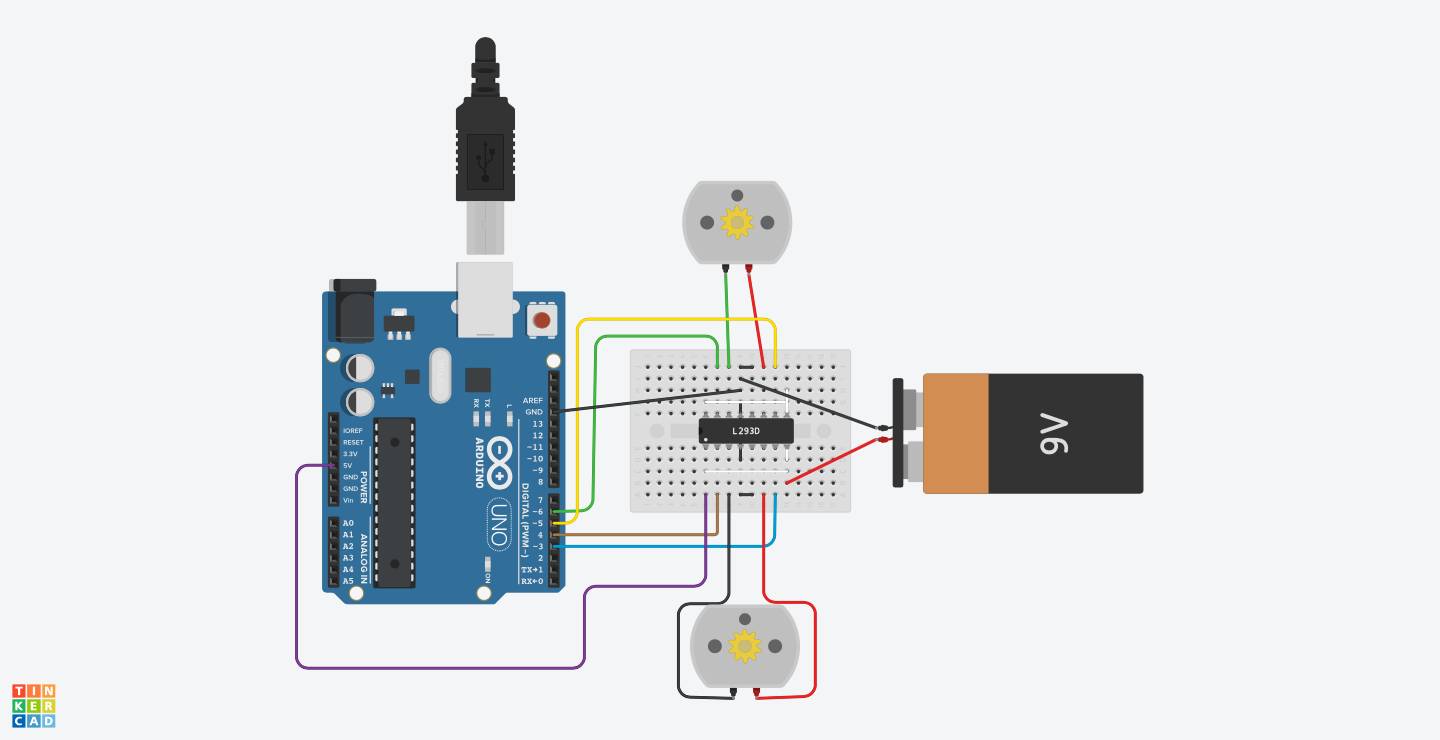 AREF
GND
13
12
~11
~10
~9
8
7
~6
~5
4
~3
2
TX→1
RX←0
DIGITAL (PWM~)
IOREF
RESET
3.3V
5V
GND
GND
Vin
POWER
A0
A1
A2
A3
A4
A5
ANALOG IN
RX
TX
L
ARDUINO
UNO
ON
L293D
9V
TIN
KER
CAD